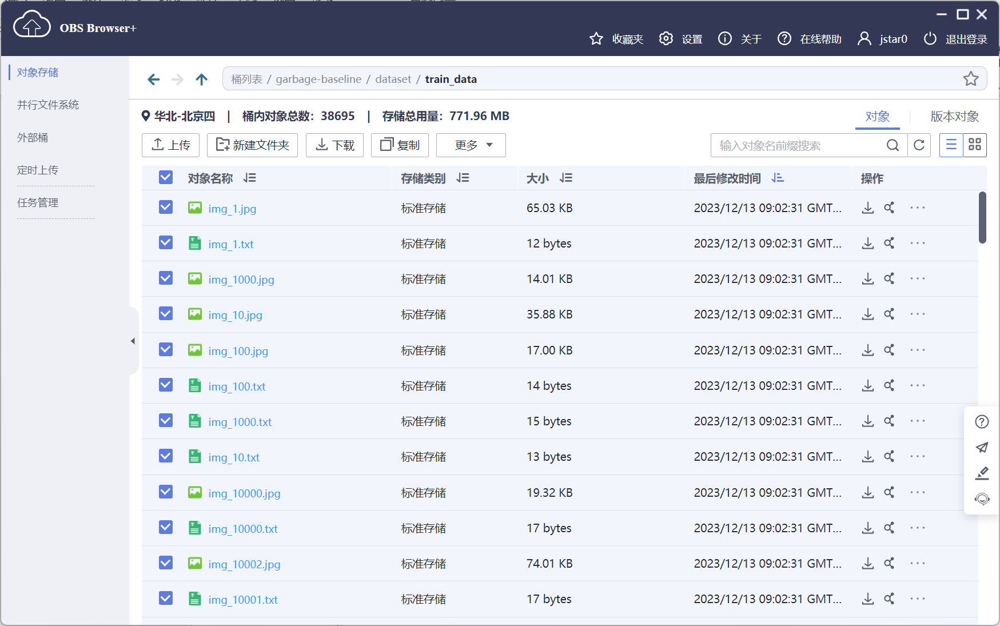 OBS Browser+
收藏夹 设置 关于 在线帮助 jstar0 退出登录
对象存储
并行文件系统
外部桶
定时上传
任务管理
桶列表 / garbage-baseline / dataset / train_data
华北-北京四 | 桶内对象总数：38695 | 存储总用量：771.96 MB
对象 版本对象
上传 新建文件夹 下载 复制 更多 输入对象名前缀搜索
对象名称 存储类别 大小 最后修改时间 操作
img_1.jpg 标准存储 65.03 KB 2023/12/13 09:02:31 GMT... ···
img_1.txt 标准存储 12 bytes 2023/12/13 09:02:31 GMT... ···
img_1000.jpg 标准存储 14.01 KB 2023/12/13 09:02:31 GMT... ···
img_10.jpg 标准存储 35.88 KB 2023/12/13 09:02:31 GMT... ···
img_100.jpg 标准存储 17.00 KB 2023/12/13 09:02:31 GMT... ···
img_100.txt 标准存储 14 bytes 2023/12/13 09:02:31 GMT... ···
img_1000.txt 标准存储 15 bytes 2023/12/13 09:02:31 GMT... ···
img_10.txt 标准存储 13 bytes 2023/12/13 09:02:31 GMT... ···
img_10000.jpg 标准存储 19.32 KB 2023/12/13 09:02:31 GMT... ···
img_10000.txt 标准存储 17 bytes 2023/12/13 09:02:31 GMT... ···
img_10002.jpg 标准存储 74.01 KB 2023/12/13 09:02:31 GMT... ···
img_10001.txt 标准存储 17 bytes 2023/12/13 09:02:31 GMT... ···